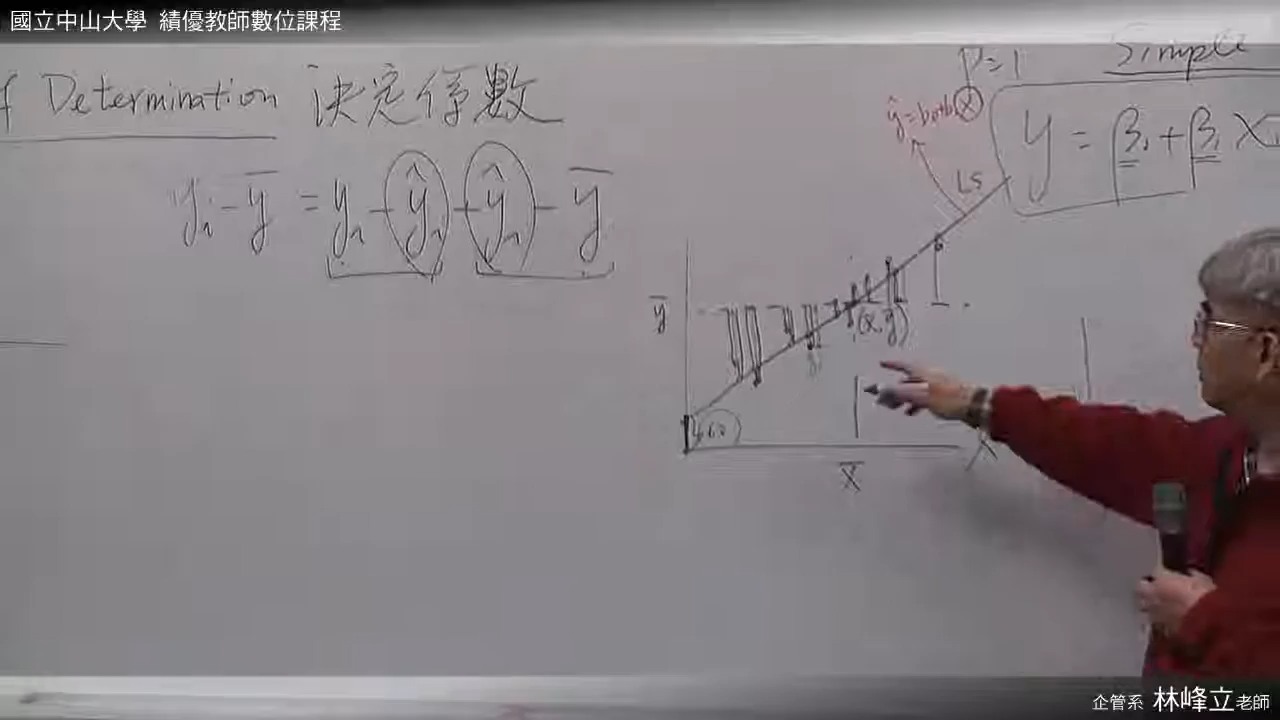 國立中山大學 績優教師數位課程
P=1 Simple
f Determination 決定係數
ŷ=b₀+b₁X
y = β₀+β₁X
LS
yᵢ-ȳ = yᵢ-ŷᵢ+ŷᵢ-ȳ
ȳ
(x̄,ȳ)
X
X̄
企管系 林峰立老師